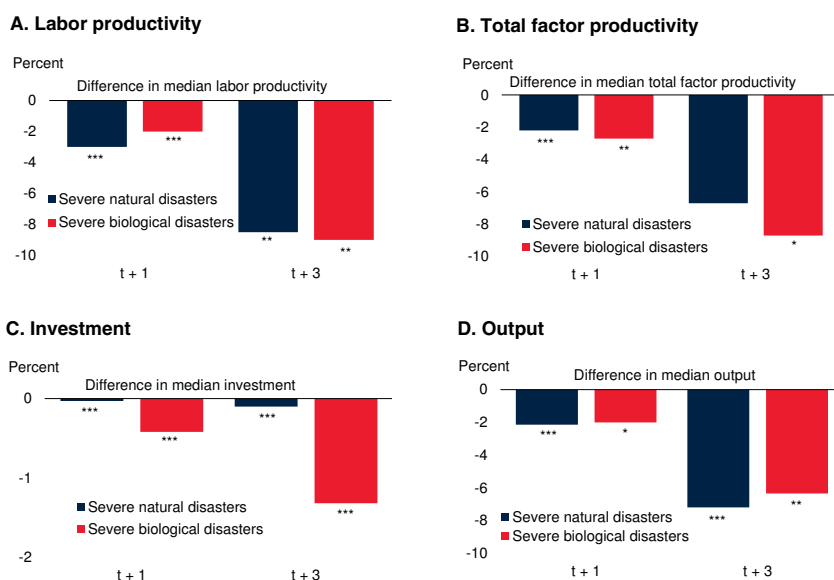 A. Labor productivity
Percent
Difference in median labor productivity
0
-2
-4
-6
-8
-10
***
***
**
**
Severe natural disasters
Severe biological disasters
t + 1
t + 3
B. Total factor productivity
Percent
Difference in median total factor productivity
0
-2
-4
-6
-8
-10
***
**
*
Severe natural disasters
Severe biological disasters
t + 1
t + 3
C. Investment
Percent
Difference in median investment
0
-1
-2
***
***
***
***
Severe natural disasters
Severe biological disasters
t + 1
t + 3
D. Output
Percent
Difference in median output
0
-2
-4
-6
-8
-10
***
*
***
**
Severe natural disasters
Severe biological disasters
t + 1
t + 3